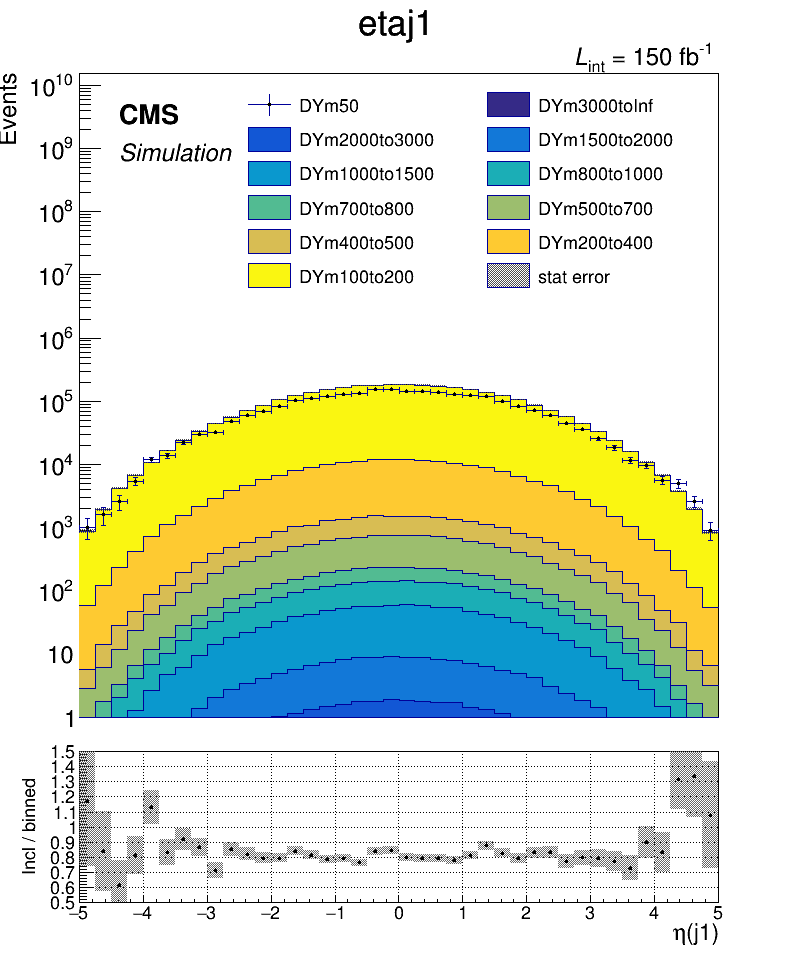 etaj1
L_int = 150 fb^-1
Events
10^10
10^9
10^8
10^7
10^6
10^5
10^4
10^3
10^2
10
1
CMS
Simulation
DYm50
DYm3000toInf
DYm2000to3000
DYm1500to2000
DYm1000to1500
DYm800to1000
DYm700to800
DYm500to700
DYm400to500
DYm200to400
DYm100to200
stat error
Incl / binned
1.5
1.4
1.3
1.2
1.1
1
0.9
0.8
0.7
0.6
0.5
−5 −4 −3 −2 −1 0 1 2 3 4 5
η(j1)